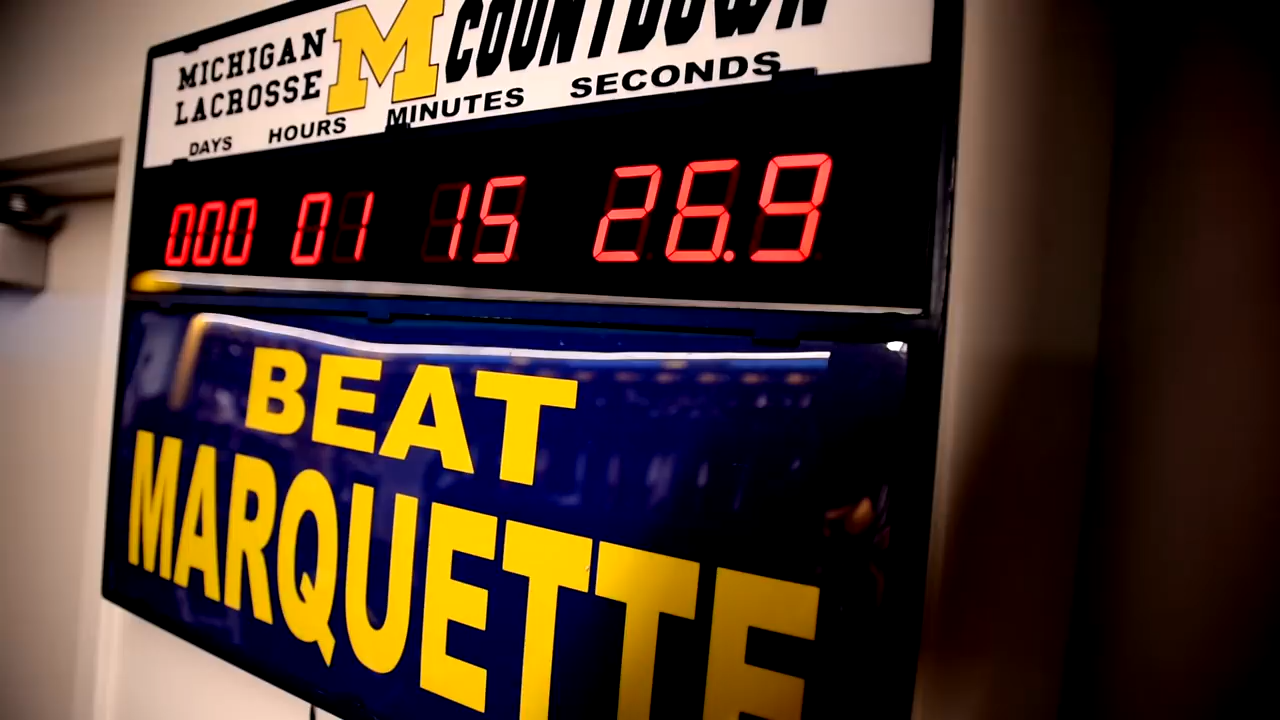 MICHIGAN M COUNTDOWN
LACROSSE
DAYS HOURS MINUTES SECONDS
000 01 15 26.9
BEAT
MARQUETTE